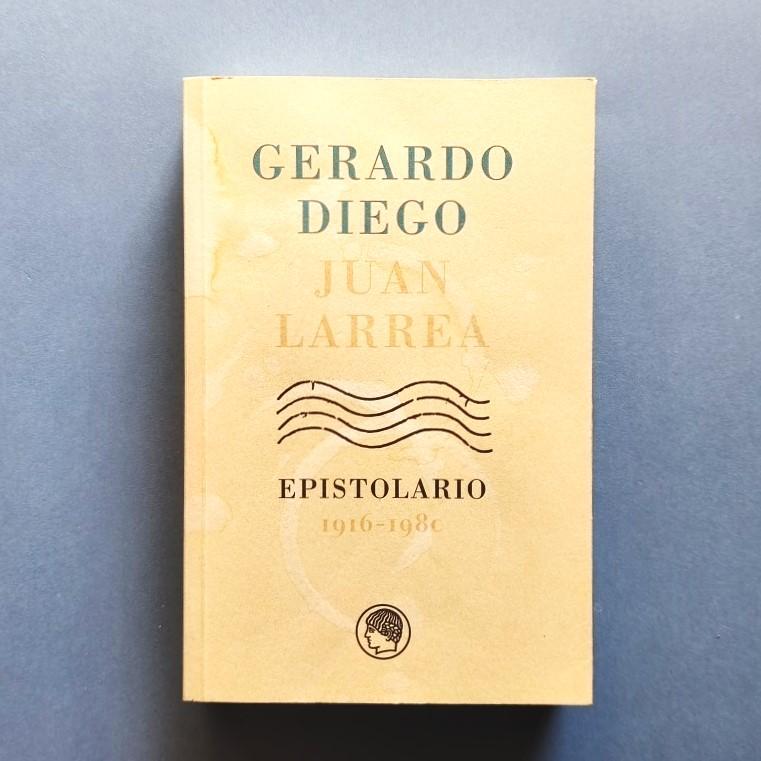 GERARDO
DIEGO
JUAN
LARREA
EPISTOLARIO
1916-1980